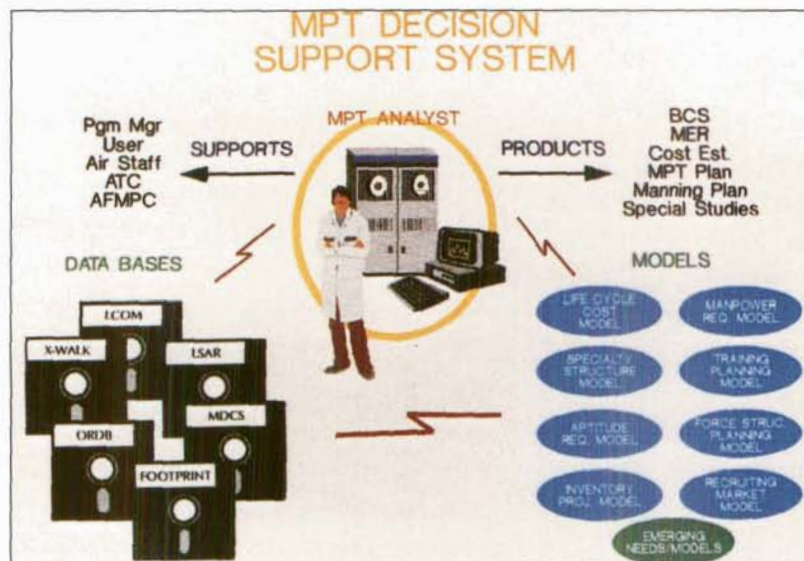 MPT DECISION
SUPPORT SYSTEM
MPT ANALYST
Pgm Mgr
User
Air Staff
ATC
AFMPC
SUPPORTS
PRODUCTS
BCS
MER
Cost Est.
MPT Plan
Manning Plan
Special Studies
DATA BASES
LCOM
X-WALK
LSAR
MDCS
ORDB
FOOTPRINT
MODELS
LIFE CYCLE
COST
MODEL
MANPOWER
REQ. MODEL
SPECIALTY
STRUCTURE
MODEL
TRAINING
PLANNING
MODEL
APTITUDE
REQ. MODEL
FORCE STRUC.
PLANNING
MODEL
INVENTORY
PROJ. MODEL
RECRUITING
MARKET
MODEL
EMERGING
NEEDS/MODELS